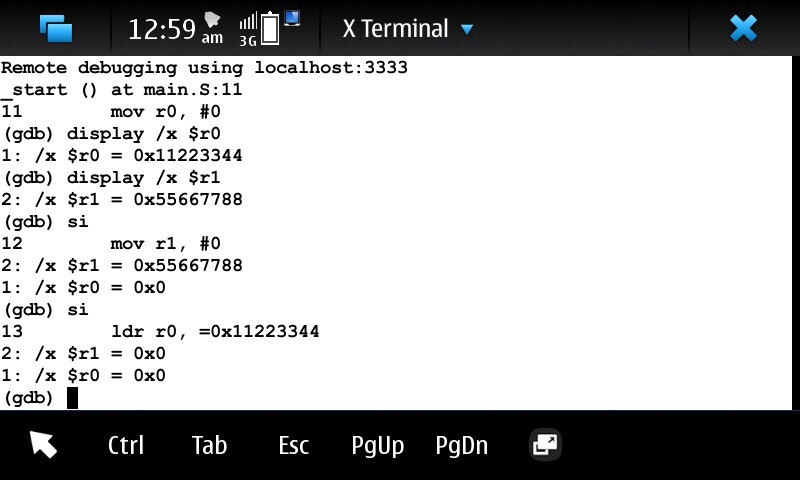 12:59 am 3G X Terminal
Remote debugging using localhost:3333
_start () at main.S:11
11          mov r0, #0
(gdb) display /x $r0
1: /x $r0 = 0x11223344
(gdb) display /x $r1
2: /x $r1 = 0x55667788
(gdb) si
12          mov r1, #0
2: /x $r1 = 0x55667788
1: /x $r0 = 0x0
(gdb) si
13          ldr r0, =0x11223344
2: /x $r1 = 0x0
1: /x $r0 = 0x0
(gdb)
Ctrl Tab Esc PgUp PgDn